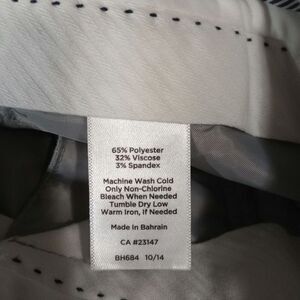 65% Polyester
32% Viscose
3% Spandex
Machine Wash Cold
Only Non-Chlorine
Bleach When Needed
Tumble Dry Low
Warm Iron, If Needed
Made In Bahrain
CA #23147
BH684 10/14